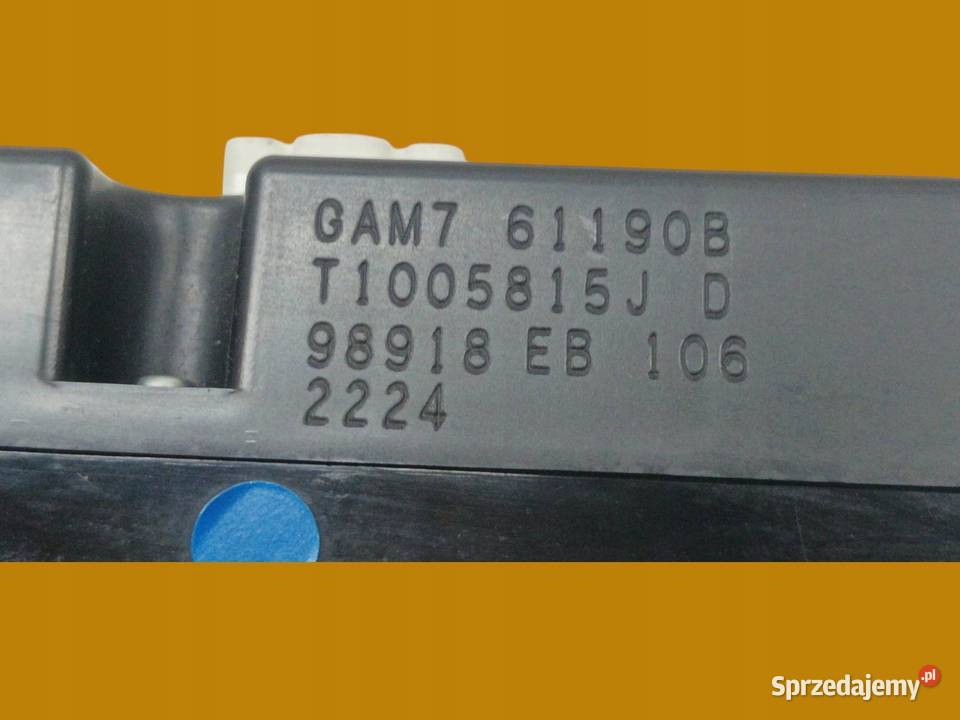 GAM7 61190B
T1005815J D
98918 EB 106
2224
Sprzedajemy.pl